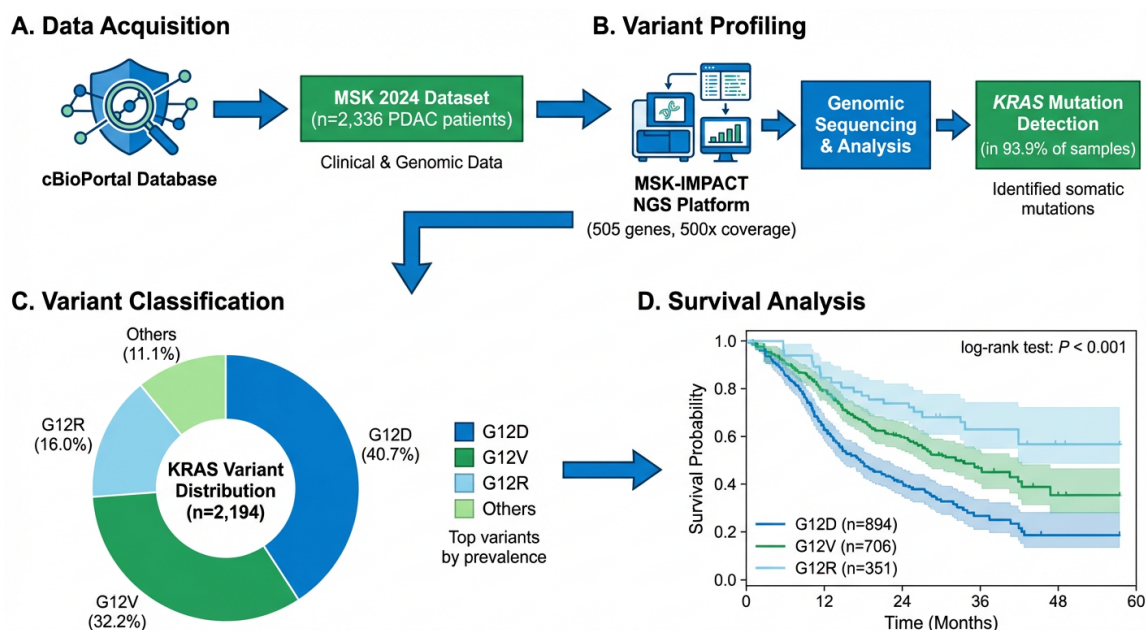 A. Data Acquisition
cBioPortal Database
MSK 2024 Dataset
(n=2,336 PDAC patients)
Clinical & Genomic Data
B. Variant Profiling
MSK-IMPACT
NGS Platform
(505 genes, 500x coverage)
Genomic
Sequencing
& Analysis
KRAS Mutation
Detection
(in 93.9% of samples)
Identified somatic
mutations
C. Variant Classification
Others
(11.1%)
G12R
(16.0%)
G12D
(40.7%)
G12V
(32.2%)
KRAS Variant
Distribution
(n=2,194)
G12D
G12V
G12R
Others
Top variants
by prevalence
D. Survival Analysis
log-rank test: P < 0.001
Survival Probability
1.0
0.8
0.6
0.4
0.2
0.0
G12D (n=894)
G12V (n=706)
G12R (n=351)
0 12 24 36 48 60
Time (Months)